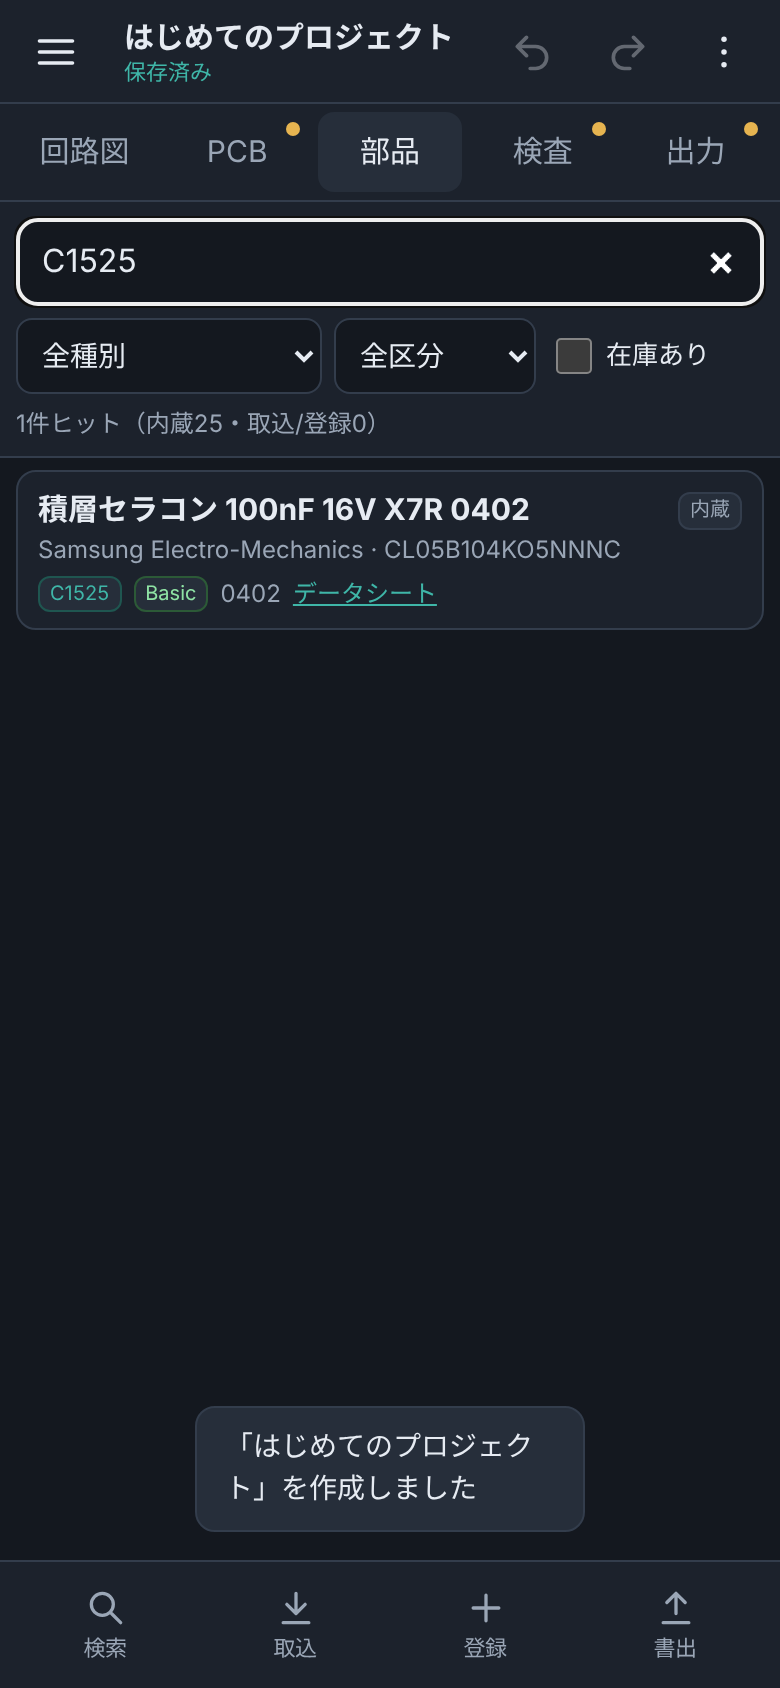 はじめてのプロジェクト
保存済み
回路図 PCB 部品 検査 出力
C1525
全種別 全区分 在庫あり
1件ヒット（内蔵25・取込/登録0）
積層セラコン 100nF 16V X7R 0402 内蔵
Samsung Electro-Mechanics · CL05B104KO5NNNC
C1525 Basic 0402 データシート
「はじめてのプロジェク
ト」を作成しました
検索 取込 登録 書出